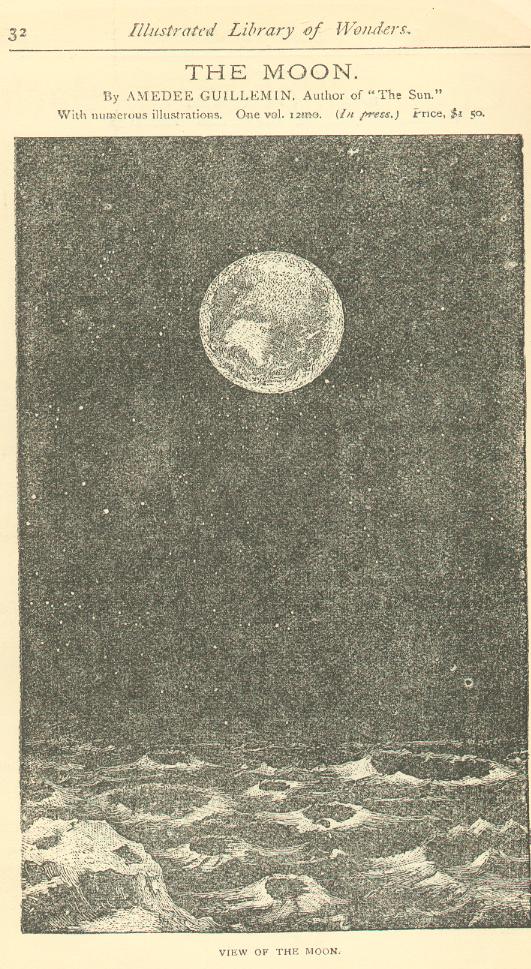 32 Illustrated Library of Wonders.
THE MOON.
By AMEDEE GUILLEMIN, Author of "The Sun."
With numerous illustrations. One vol. 12mo. (In press.) Price, $1 50.
VIEW OF THE MOON.